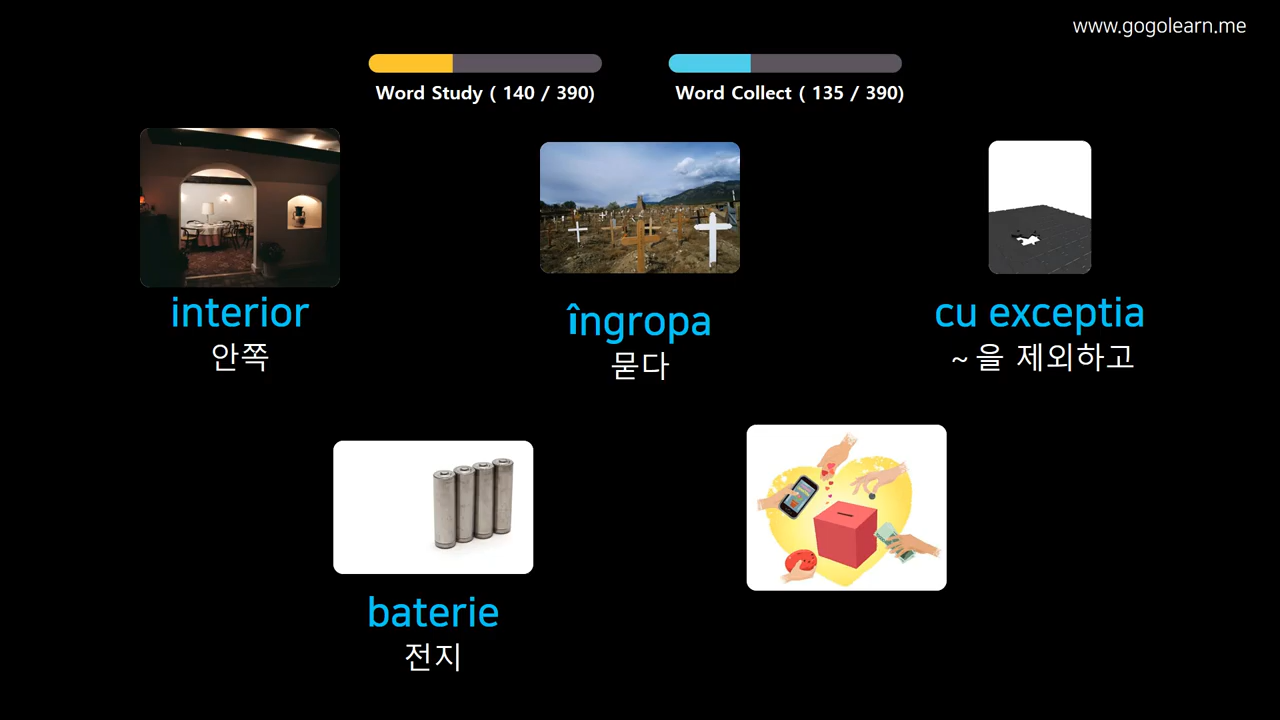 www.gogolearn.me
Word Study ( 140 / 390)
Word Collect ( 135 / 390)
interior
안쪽
îngropa
묻다
cu exceptia
~ 을 제외하고
baterie
전지